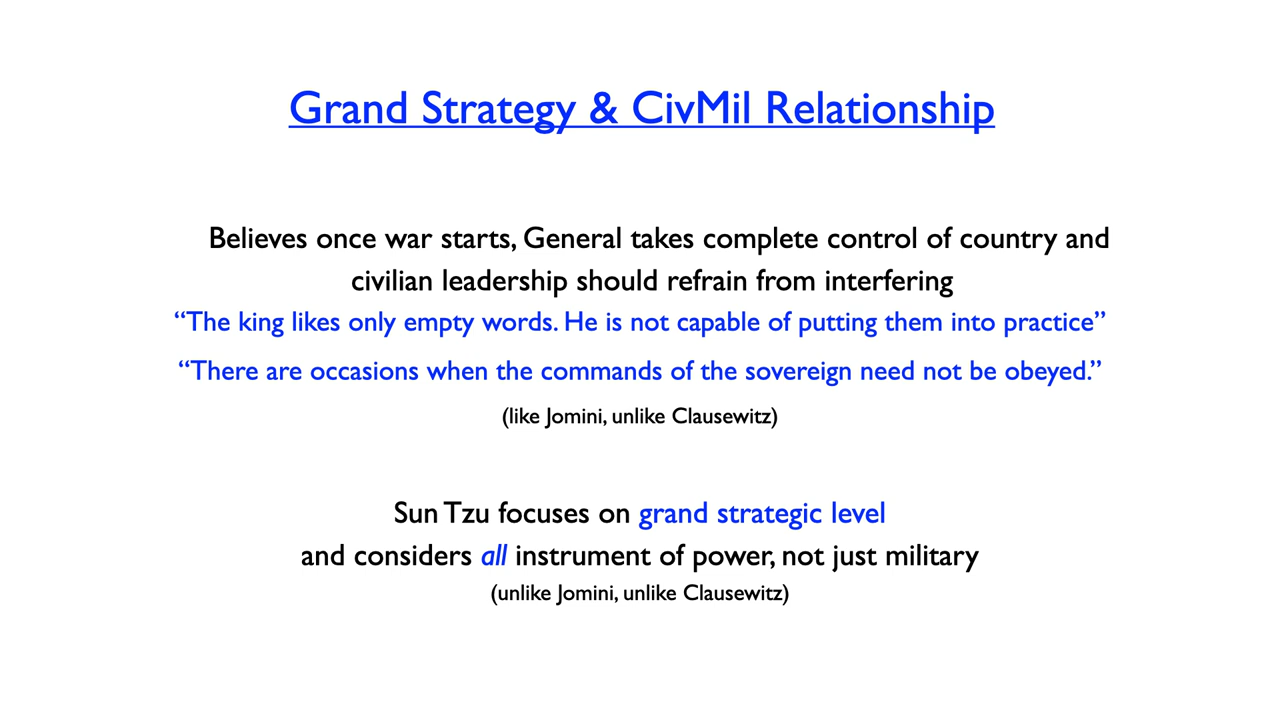 Grand Strategy & CivMil Relationship
Believes once war starts, General takes complete control of country and
civilian leadership should refrain from interfering
“The king likes only empty words. He is not capable of putting them into practice”
“There are occasions when the commands of the sovereign need not be obeyed.”
(like Jomini, unlike Clausewitz)
Sun Tzu focuses on grand strategic level
and considers all instrument of power, not just military
(unlike Jomini, unlike Clausewitz)